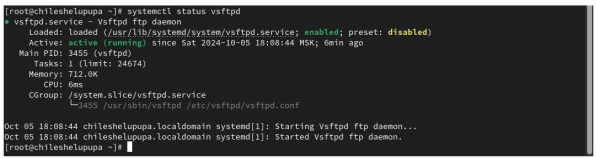 [root@chileshelupupa ~]# systemctl status vsftpd
● vsftpd.service - Vsftpd ftp daemon
     Loaded: loaded (/usr/lib/systemd/system/vsftpd.service; enabled; preset: disabled)
     Active: active (running) since Sat 2024-10-05 18:08:44 MSK; 6min ago
   Main PID: 3455 (vsftpd)
      Tasks: 1 (limit: 24674)
     Memory: 712.0K
        CPU: 6ms
     CGroup: /system.slice/vsftpd.service
             └─3455 /usr/sbin/vsftpd /etc/vsftpd/vsftpd.conf

Oct 05 18:08:44 chileshelupupa.localdomain systemd[1]: Starting Vsftpd ftp daemon...
Oct 05 18:08:44 chileshelupupa.localdomain systemd[1]: Started Vsftpd ftp daemon.
[root@chileshelupupa ~]#